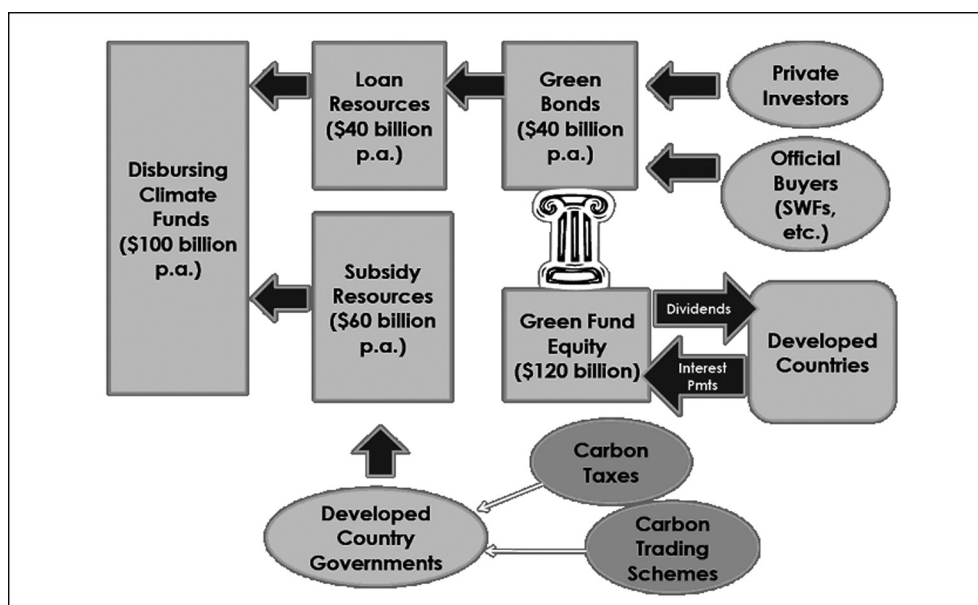 Disbursing
Climate
Funds
($100 billion
p.a.)
Loan
Resources
($40 billion
p.a.)
Green
Bonds
($40 billion
p.a.)
Private
Investors
Official
Buyers
(SWFs,
etc.)
Subsidy
Resources
($60 billion
p.a.)
Green Fund
Equity
($120 billion)
Dividends
Interest
Pmts
Developed
Countries
Carbon
Taxes
Developed
Country
Governments
Carbon
Trading
Schemes